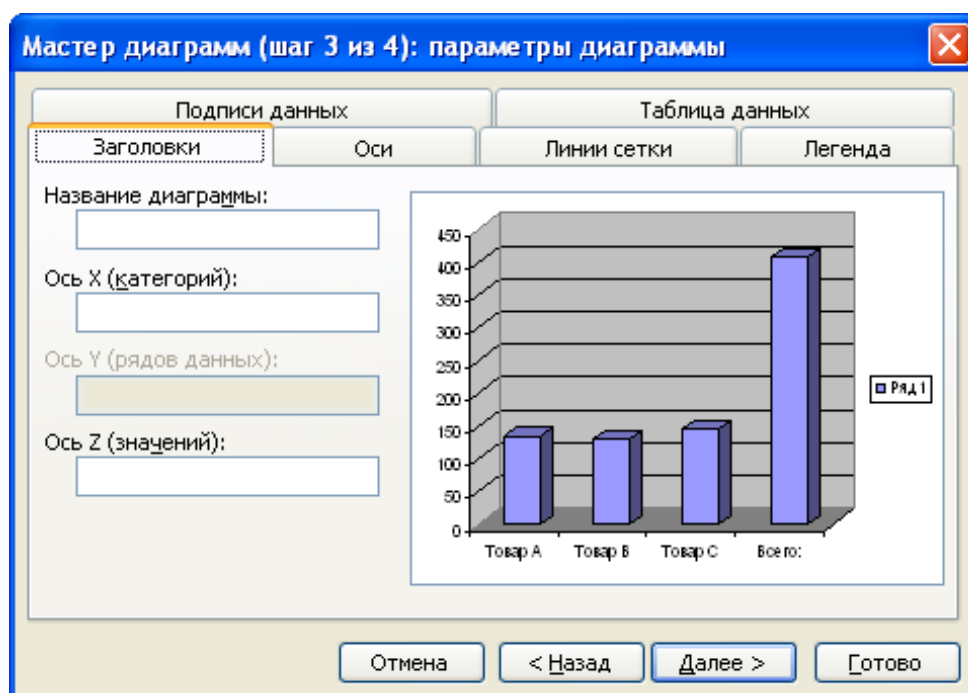 Мастер диаграмм (шаг 3 из 4): параметры диаграммы
Подписи данных
Таблица данных
Заголовки
Оси
Линии сетки
Легенда
Название диаграммы:
Ось X (категорий):
Ось Y (рядов данных):
Ось Z (значений):
450
400
350
300
250
200
150
100
50
0
Товар A
Товар B
Товар C
Всего:
Ряд1
Отмена
< Назад
Далее >
Готово